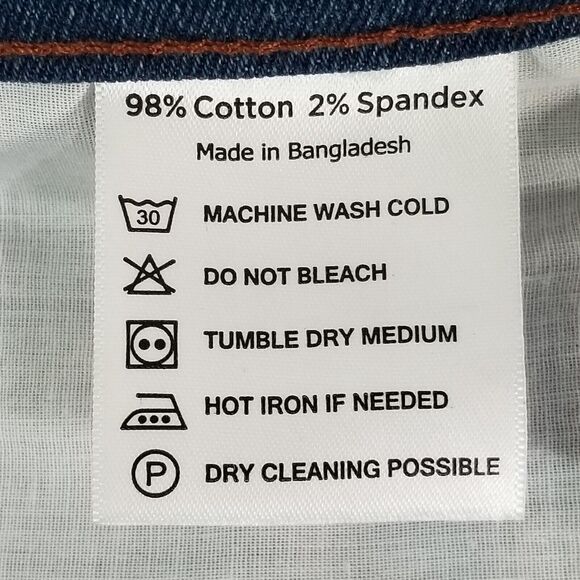 98% Cotton 2% Spandex
Made in Bangladesh
30 MACHINE WASH COLD
DO NOT BLEACH
TUMBLE DRY MEDIUM
HOT IRON IF NEEDED
P DRY CLEANING POSSIBLE